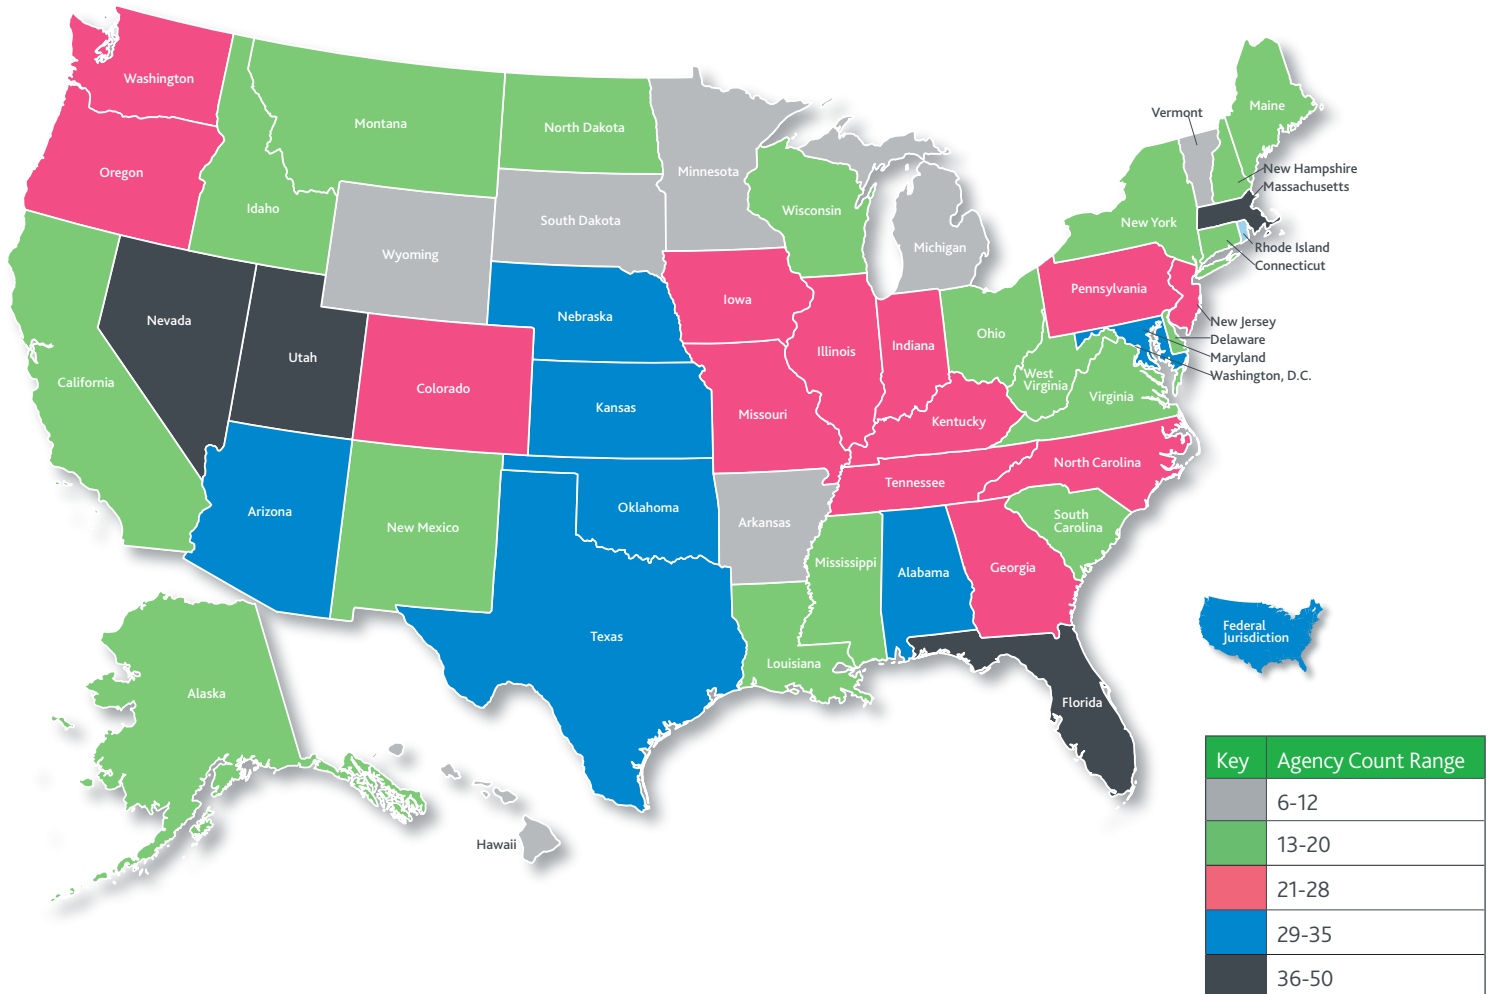 Washington
Oregon
Montana
Idaho
North Dakota
South Dakota
Minnesota
Wyoming
Wisconsin
Michigan
Vermont
Maine
New Hampshire
Massachusetts
New York
Rhode Island
Connecticut
Pennsylvania
New Jersey
Delaware
Maryland
Washington, D.C.
Nevada
Utah
California
Colorado
Nebraska
Kansas
Iowa
Missouri
Illinois
Indiana
Ohio
West
Virginia
Virginia
Kentucky
Tennessee
North Carolina
South
Carolina
Arizona
New Mexico
Oklahoma
Arkansas
Texas
Louisiana
Mississippi
Alabama
Georgia
Florida
Alaska
Hawaii
Federal
Jurisdiction
Key Agency Count Range
6-12
13-20
21-28
29-35
36-50